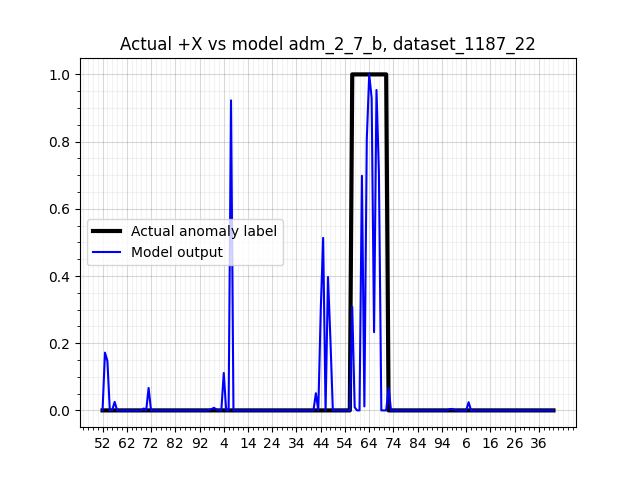 Actual +X vs model adm_2_7_b, dataset_1187_22
1.0
0.8
0.6
0.4
0.2
0.0
Actual anomaly label
Model output
52 62 72 82 92 4 14 24 34 44 54 64 74 84 94 6 16 26 36